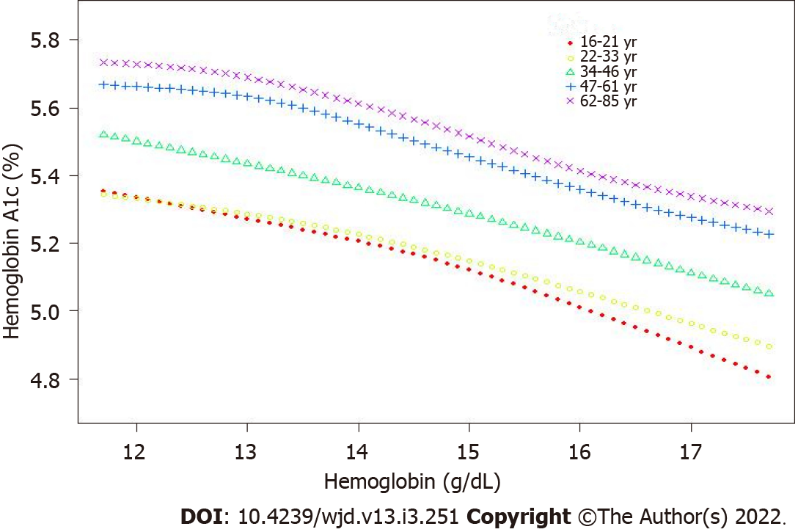 5.8
5.6
5.4
5.2
5.0
4.8
Hemoglobin A1c (%)
16-21 yr
22-33 yr
34-46 yr
47-61 yr
62-85 yr
12 13 14 15 16 17
Hemoglobin (g/dL)
DOI: 10.4239/wjd.v13.i3.251 Copyright ©The Author(s) 2022.